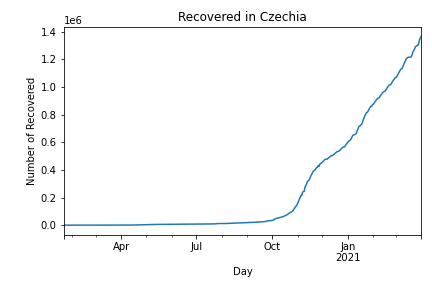 Recovered in Czechia
1e6
1.4
1.2
1.0
0.8
0.6
0.4
0.2
0.0
Number of Recovered
Apr
Jul
Oct
Jan
2021
Day